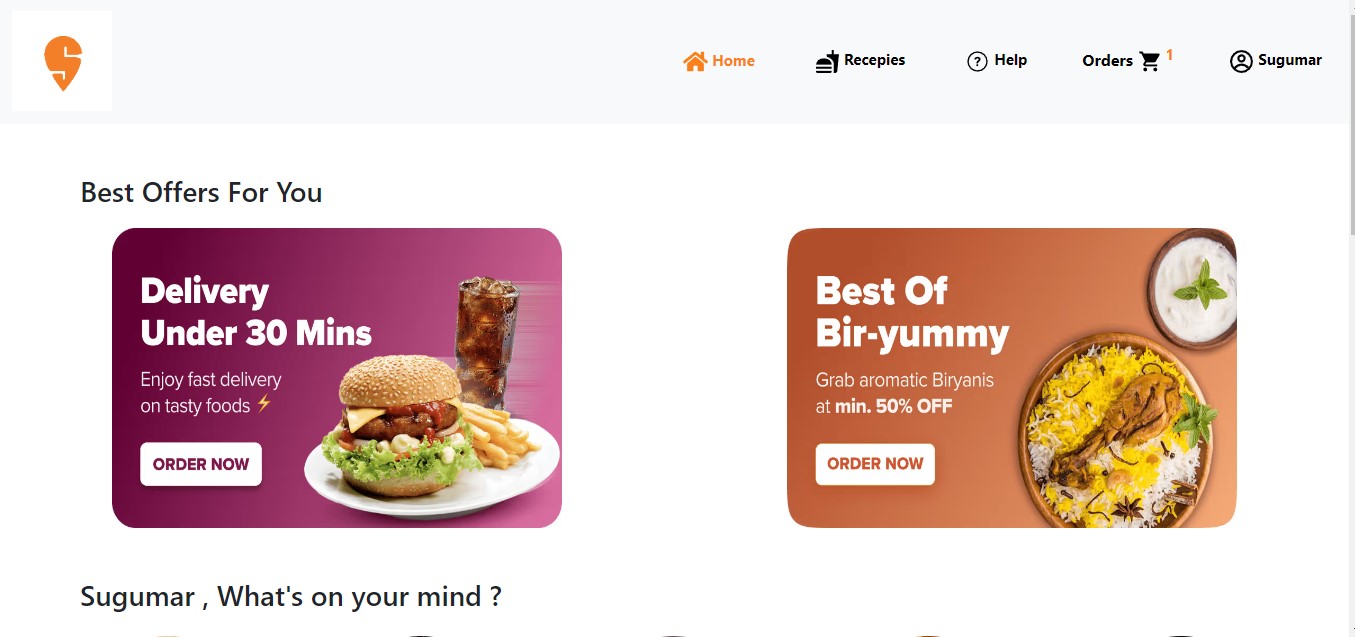 Home
Recepies
? Help
Orders 1
Sugumar
Best Offers For You
Delivery
Under 30 Mins
Enjoy fast delivery
on tasty foods ⚡
ORDER NOW
Best Of
Bir-yummy
Grab aromatic Biryanis
at min. 50% OFF
ORDER NOW
Sugumar , What's on your mind ?